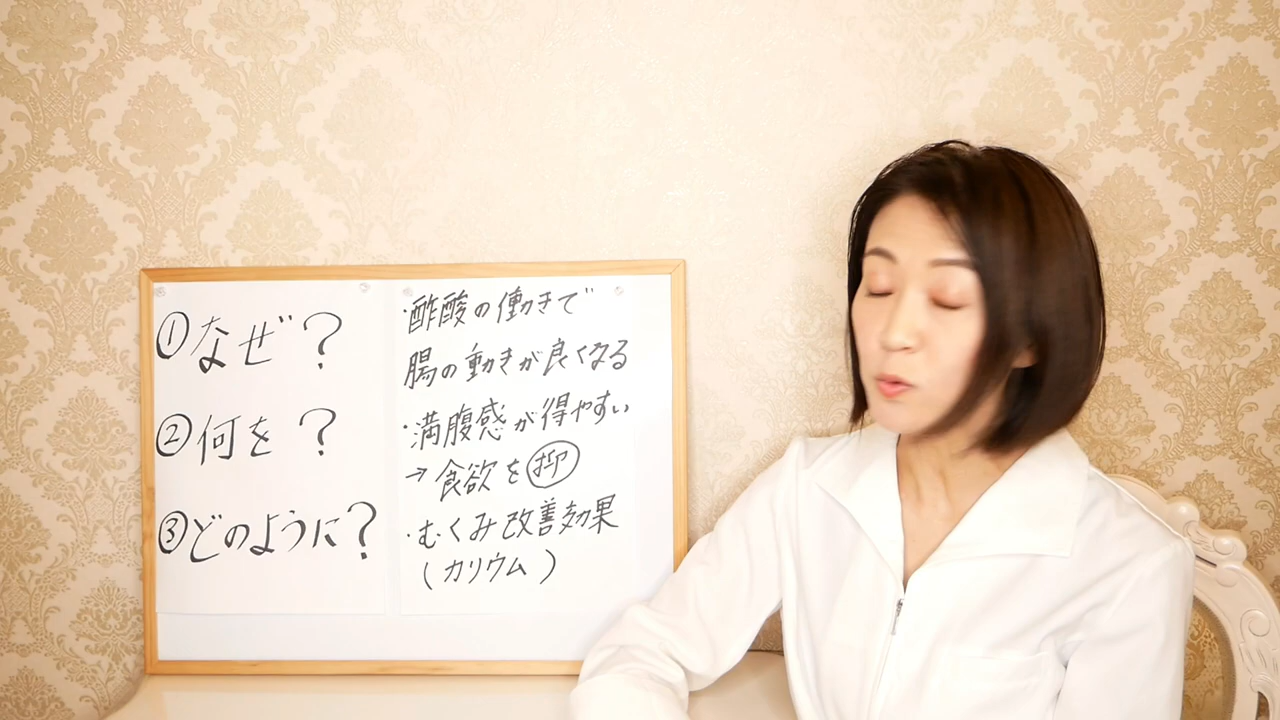 ①なぜ?
②何を?
③どのように?
・酢酸の働きで
腸の動きが良くなる
・満腹感が得やすい
→食欲を抑
・むくみ改善効果
(カリウム)